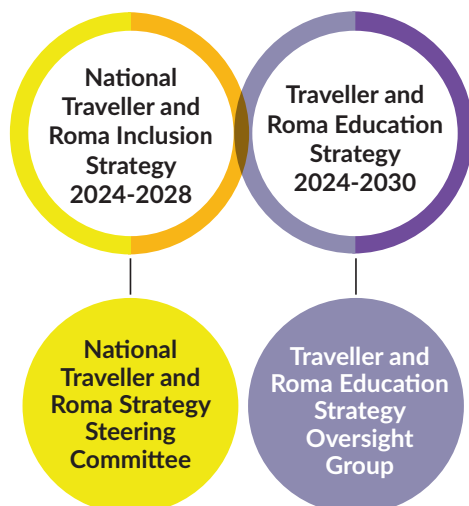 National
Traveller and
Roma Inclusion
Strategy
2024-2028
Traveller and
Roma Education
Strategy
2024-2030
National
Traveller and
Roma Strategy
Steering
Committee
Traveller and
Roma Education
Strategy
Oversight
Group